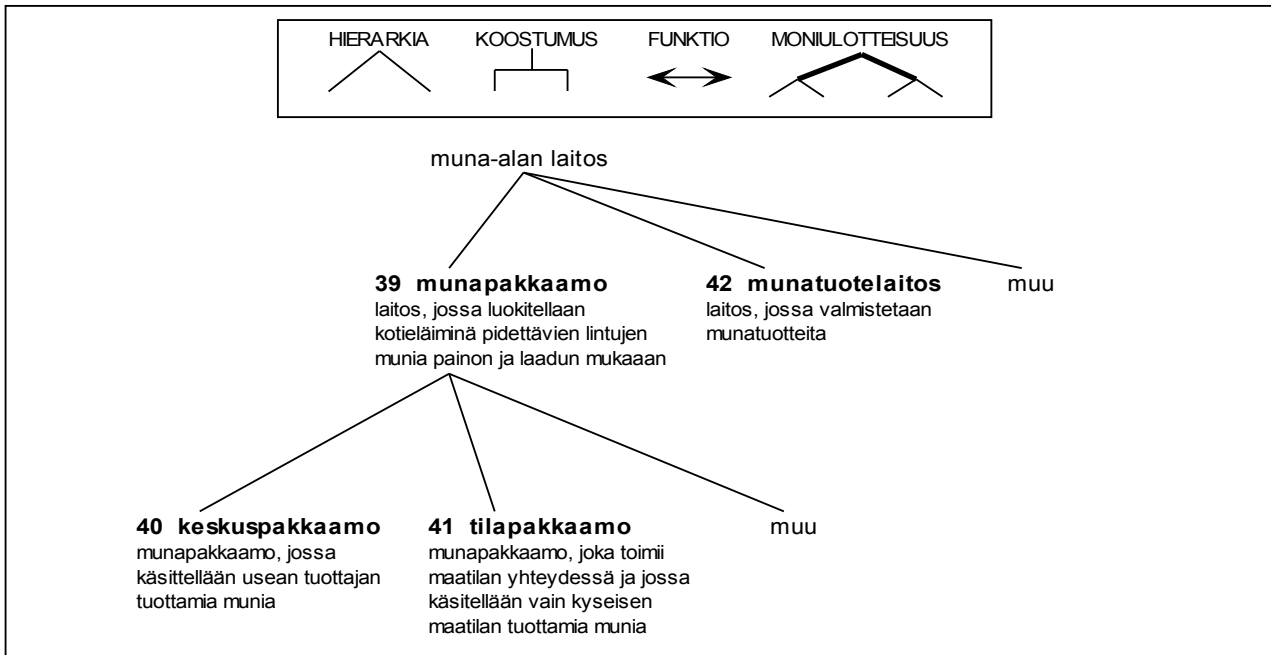 HIERARKIA KOOSTUMUS FUNKTIO MONIULOTTEISUUS
muna-alan laitos
39 munapakkaamo
laitos, jossa luokitellaan
kotieläiminä pidettävien lintujen
munia painon ja laadun mukaaan
42 munatuotelaitos
laitos, jossa valmistetaan
munatuotteita
muu
40 keskuspakkaamo
munapakkaamo, jossa
käsittellään usean tuottajan
tuottamia munia
41 tilapakkaamo
munapakkaamo, joka toimii
maatilan yhteydessä ja jossa
käsitellään vain kyseisen
maatilan tuottamia munia
muu